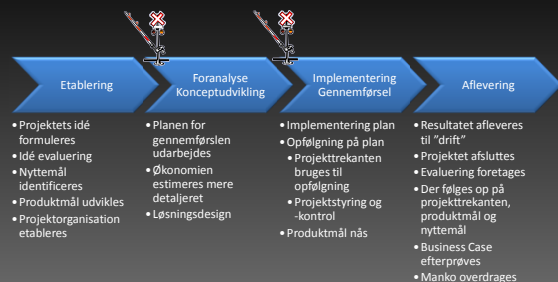 Etablering
Foranalyse
Konceptudvikling
Implementering
Gennemførsel
Aflevering
• Projektets idé
formuleres
• Idé evaluering
• Nyttemål
identificeres
• Produktmål udvikles
• Projektorganisation
etableres
• Planen for
gennemførslen
udarbejdes
• Økonomien
estimeres mere
detaljeret
• Løsningsdesign
• Implementering plan
• Opfølgning på plan
• Projekttrekanten
bruges til
opfølgning
• Projektstyring og
-kontrol
• Produktmål nås
• Resultatet afleveres
til ”drift”
• Projektet afsluttes
• Evaluering foretages
• Der følges op på
projekttrekanten,
produktmål og
nyttemål
• Business Case
efterprøves
• Manko overdrages